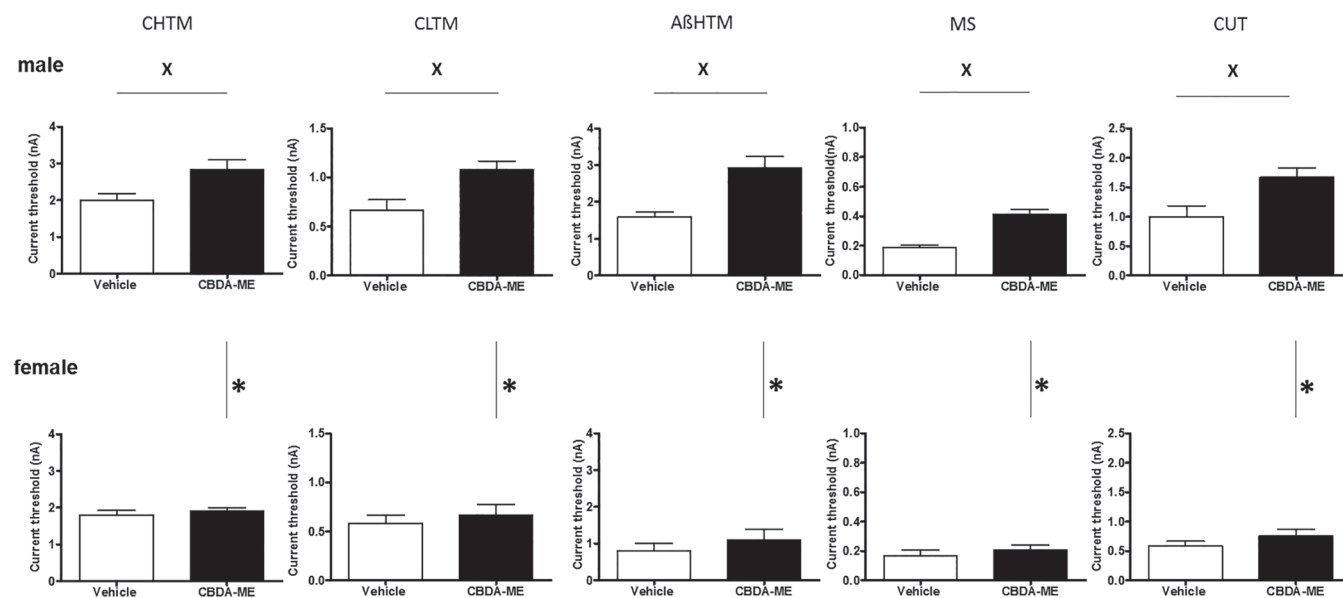 CHTM
CLTM
AßHTM
MS
CUT
male
X
X
X
X
X
Current threshold (nA)
4
3
2
1
0
Vehicle
CBDA-ME
Current threshold (nA)
1.5
1.0
0.5
0.0
Vehicle
CBDA-ME
Current threshold (nA)
4
3
2
1
0
Vehicle
CBDA-ME
Current threshold(nA)
1.0
0.8
0.6
0.4
0.2
0.0
Vehicle
CBDA-ME
Current threshold (nA)
2.5
2.0
1.5
1.0
0.5
0.0
Vehicle
CBDA-ME
female
*
*
*
*
*
Current threshold (nA)
4
3
2
1
0
Vehicle
CBDA-ME
Current threshold (nA)
1.5
1.0
0.5
0.0
Vehicle
CBDA-ME
Current threshold (nA)
4
3
2
1
0
Vehicle
CBDA-ME
Current threshold (nA)
1.0
0.8
0.6
0.4
0.2
0.0
Vehicle
CBDA-ME
Current threshold (nA)
2.5
2.0
1.5
1.0
0.5
0.0
Vehicle
CBDA-ME